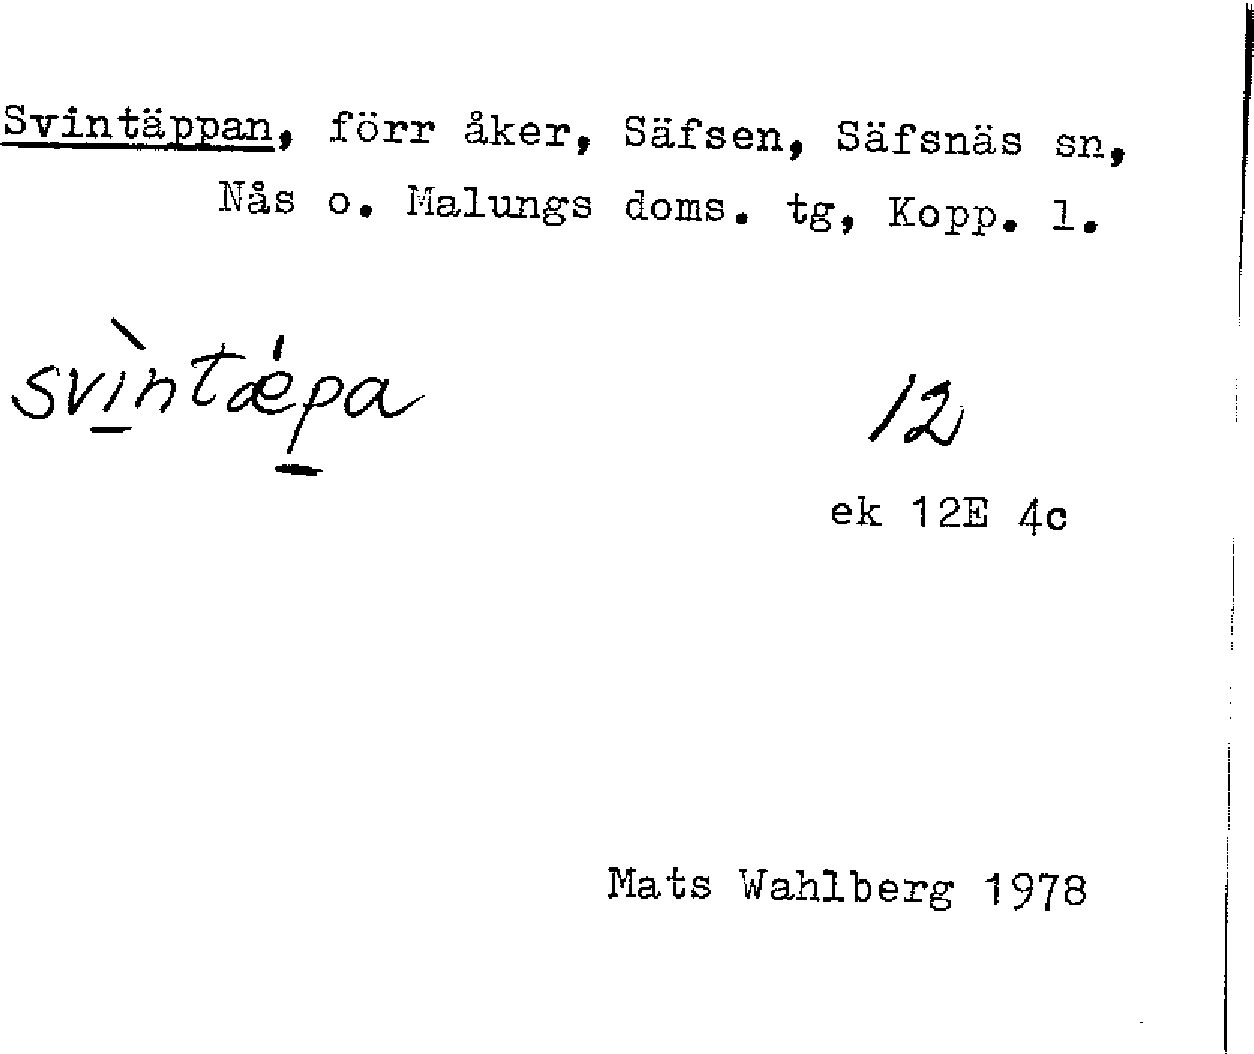 Svintäppan, förr åker, Säfsen, Säfsnäs sn,
Nås o. Malungs doms. tg, Kopp. l.
svìntǽpa
12
ek 12E 4c
Mats Wahlberg 1978